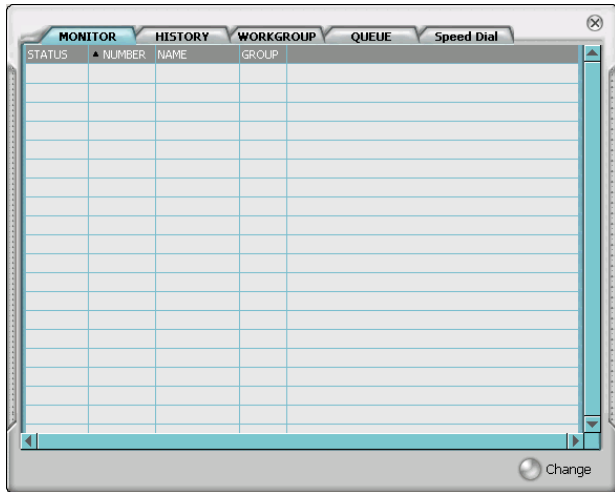 MONITOR HISTORY WORKGROUP QUEUE Speed Dial
STATUS ▲ NUMBER NAME GROUP
Change